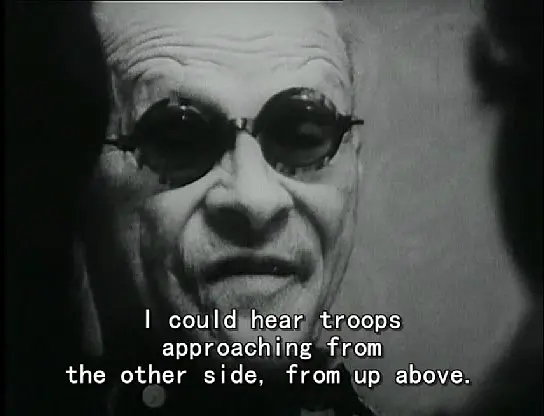 I could hear troops
approaching from
the other side, from up above.